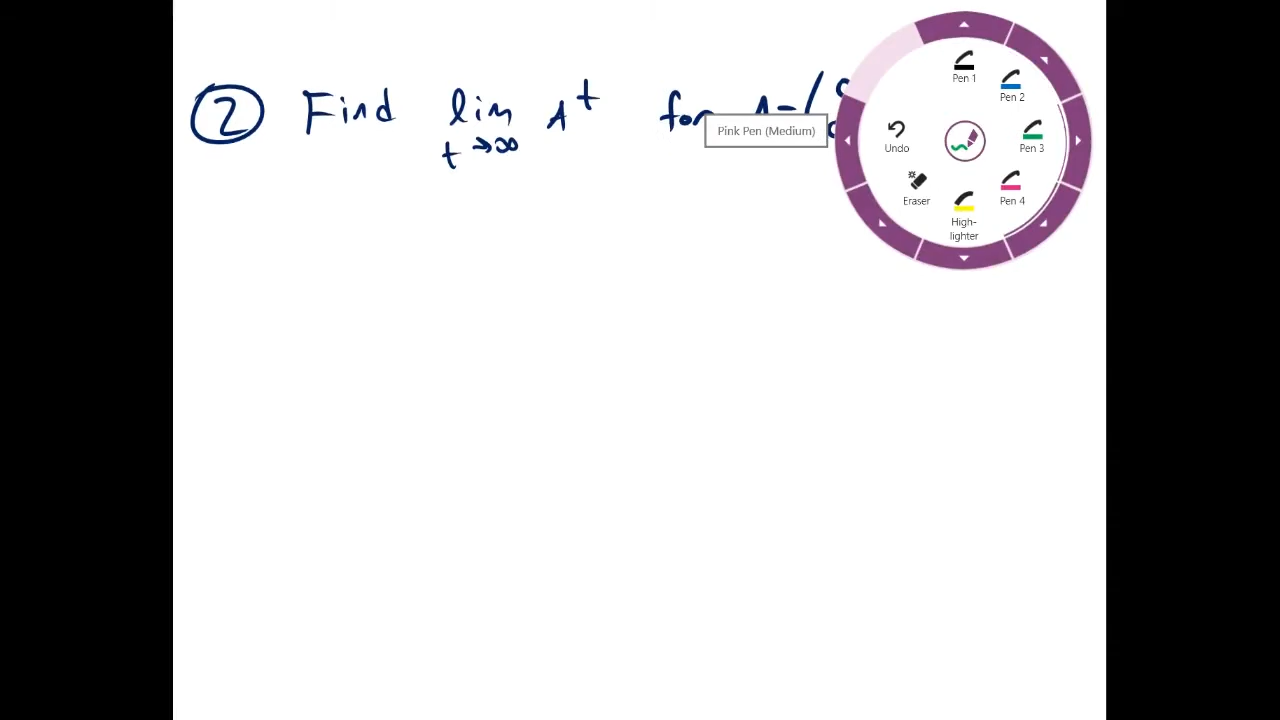 ② Find lim A^t for A=(
t→∞
Pink Pen (Medium)
Pen 1
Pen 2
Undo
Pen 3
Eraser
Pen 4
High-
lighter